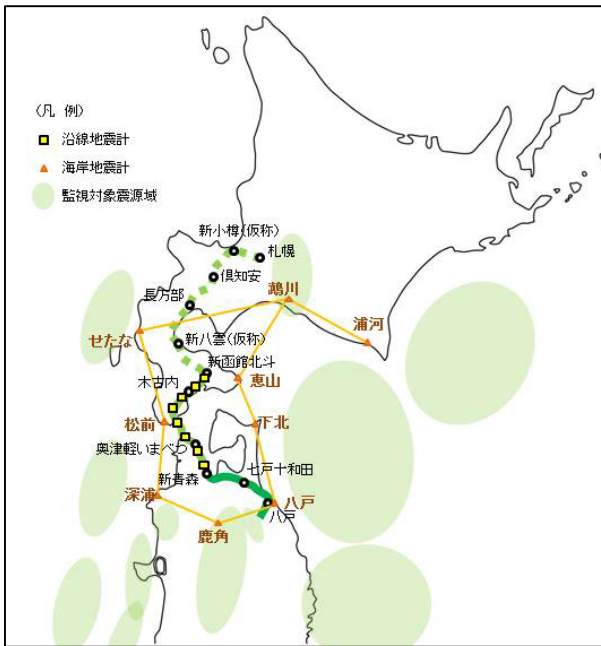 (凡 例)
沿線地震計
海岸地震計
監視対象震源域
新小樽(仮称)
札幌
倶知安
長万部
鵡川
せたな
新八雲(仮称)
浦河
新函館北斗
木古内
恵山
松前
下北
奥津軽いまべつ
新青森
七戸十和田
深浦
八戸
八戸
鹿角